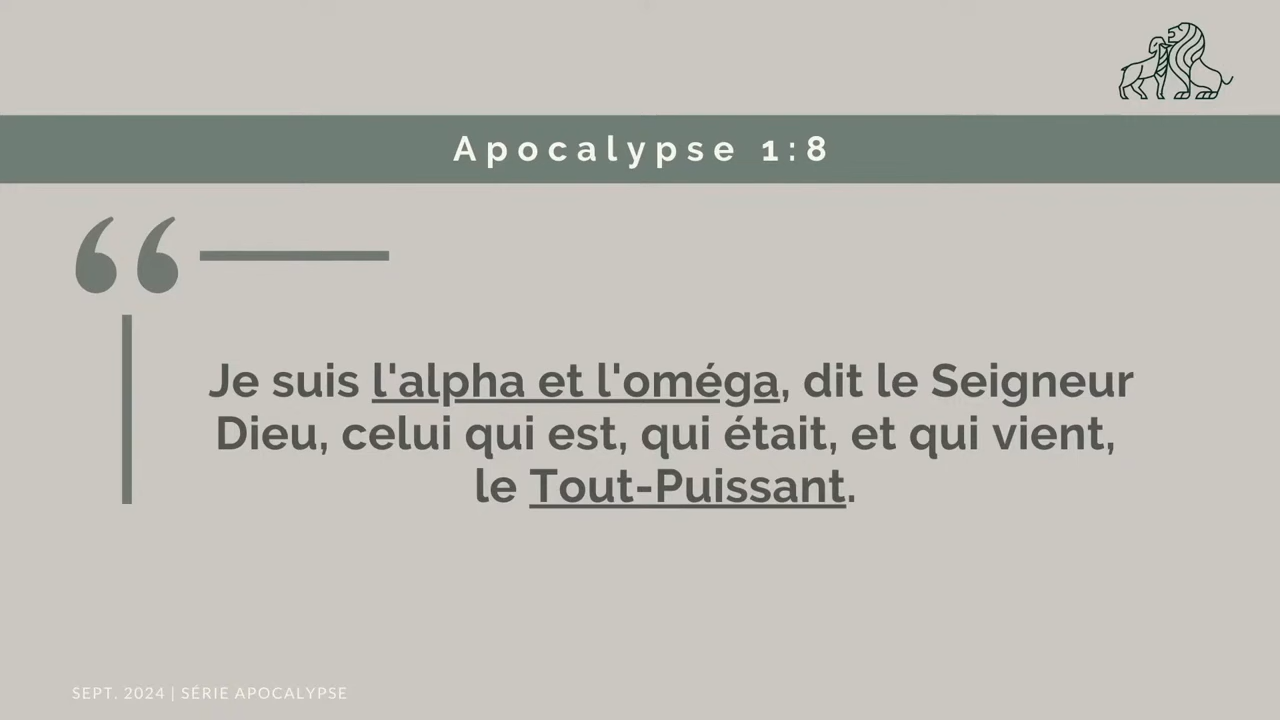 Apocalypse 1:8
“
Je suis l'alpha et l'oméga, dit le Seigneur
Dieu, celui qui est, qui était, et qui vient,
le Tout-Puissant.
SEPT. 2024 | SÉRIE APOCALYPSE